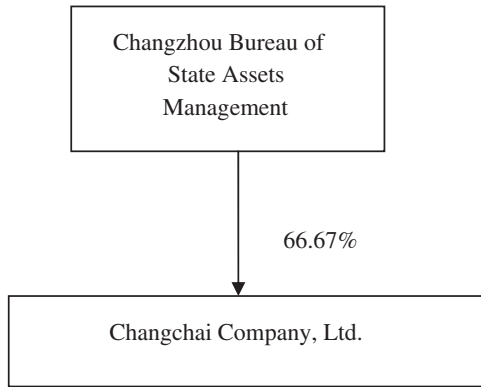 Changzhou Bureau of
State Assets
Management
66.67%
Changchai Company, Ltd.